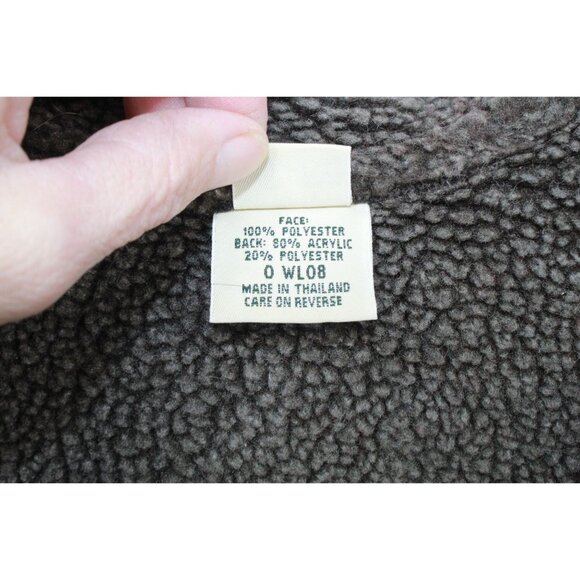 FACE:
100% POLYESTER
BACK: 80% ACRYLIC
20% POLYESTER
0 WL08
MADE IN THAILAND
CARE ON REVERSE